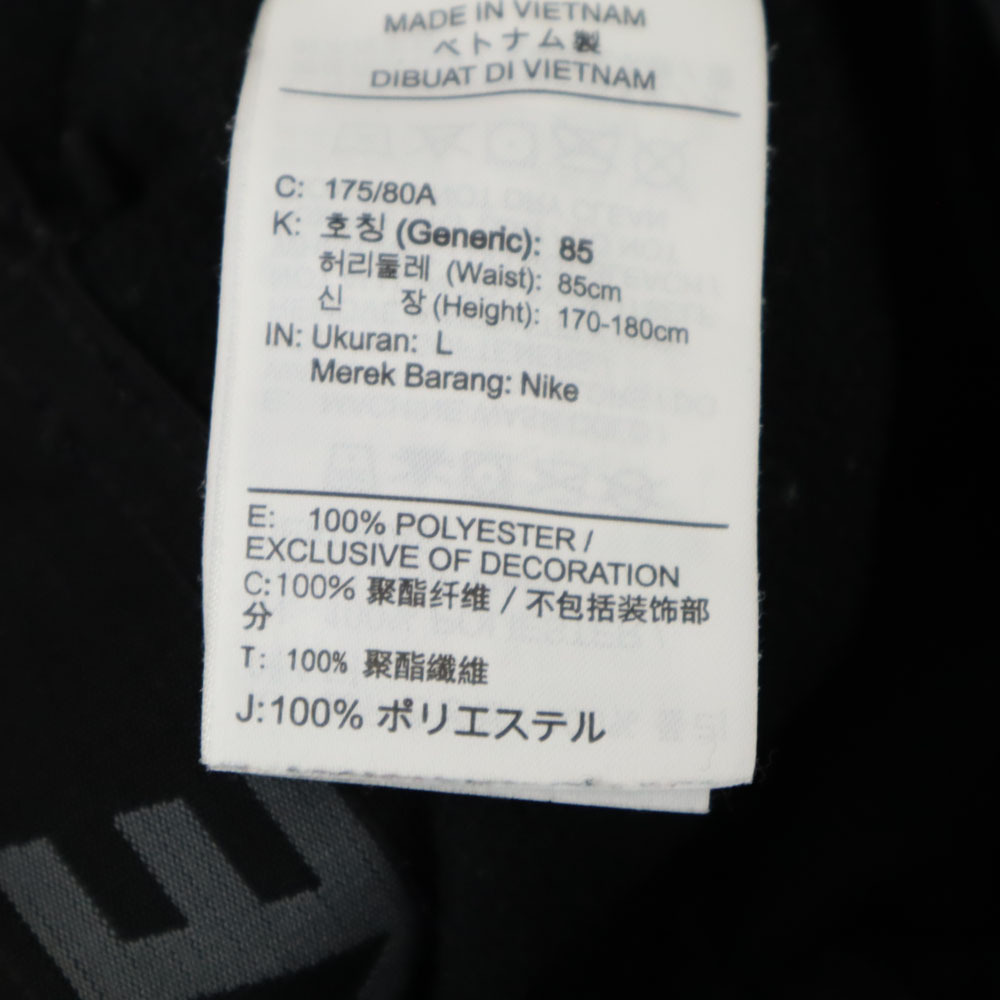 MADE IN VIETNAM
ベトナム製
DIBUAT DI VIETNAM
C: 175/80A
K: 호칭 (Generic): 85
허리둘레 (Waist): 85cm
신 장 (Height): 170-180cm
IN: Ukuran: L
Merek Barang: Nike
E: 100% POLYESTER /
EXCLUSIVE OF DECORATION
C:100% 聚酯纤维 / 不包括装饰部
分
T: 100% 聚酯纖維
J:100% ポリエステル
E